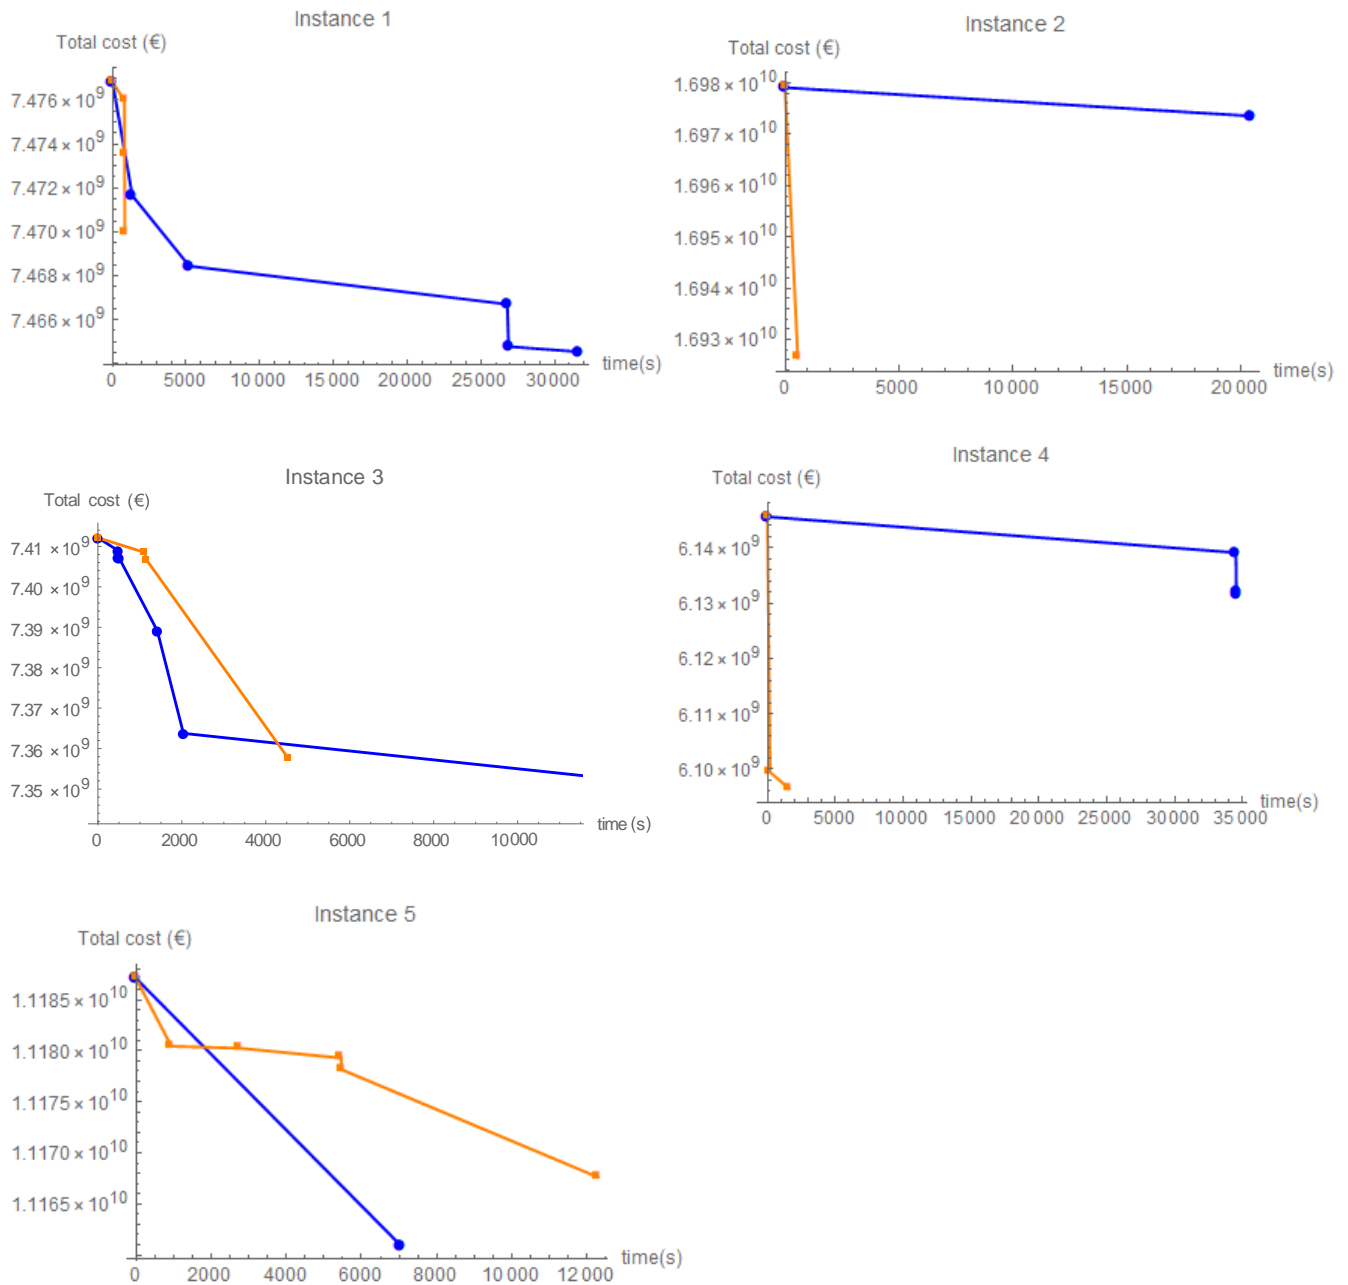 Instance 1
Total cost (€)
7.476 × 10^9
7.474 × 10^9
7.472 × 10^9
7.470 × 10^9
7.468 × 10^9
7.466 × 10^9
0 5000 10 000 15 000 20 000 25 000 30 000 time(s)
Instance 2
Total cost (€)
1.698 × 10^10
1.697 × 10^10
1.696 × 10^10
1.695 × 10^10
1.694 × 10^10
1.693 × 10^10
0 5000 10 000 15 000 20 000 time(s)
Instance 3
Total cost (€)
7.41 × 10^9
7.40 × 10^9
7.39 × 10^9
7.38 × 10^9
7.37 × 10^9
7.36 × 10^9
7.35 × 10^9
0 2000 4000 6000 8000 10000 time (s)
Instance 4
Total cost (€)
6.14 × 10^9
6.13 × 10^9
6.12 × 10^9
6.11 × 10^9
6.10 × 10^9
0 5000 10 000 15 000 20 000 25 000 30 000 35 000 time(s)
Instance 5
Total cost (€)
1.1185 × 10^10
1.1180 × 10^10
1.1175 × 10^10
1.1170 × 10^10
1.1165 × 10^10
0 2000 4000 6000 8000 10 000 12 000 time(s)